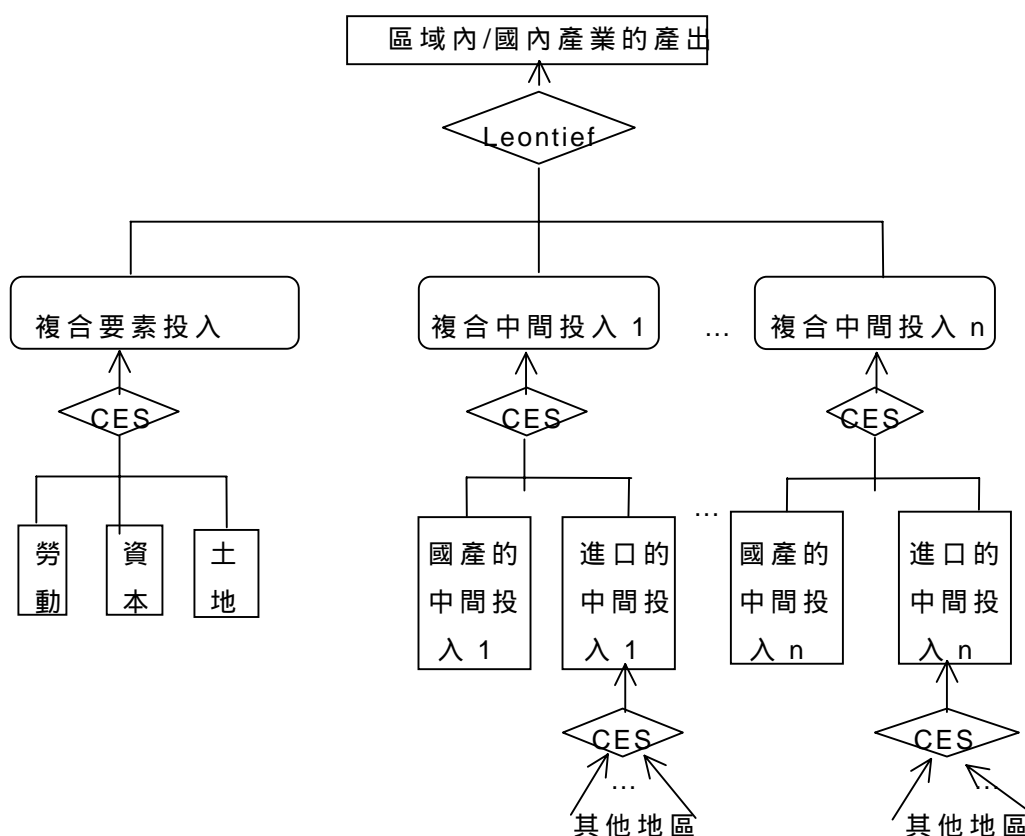 區域內/國內產業的產出
Leontief
複合要素投入
複合中間投入 1
...
複合中間投入 n
CES
CES
CES
勞
動
資
本
土
地
國產的
中間投
入 1
進口的
中間投
入 1
...
國產的
中間投
入 n
進口的
中間投
入 n
CES
CES
...
...
其他地區
其他地區